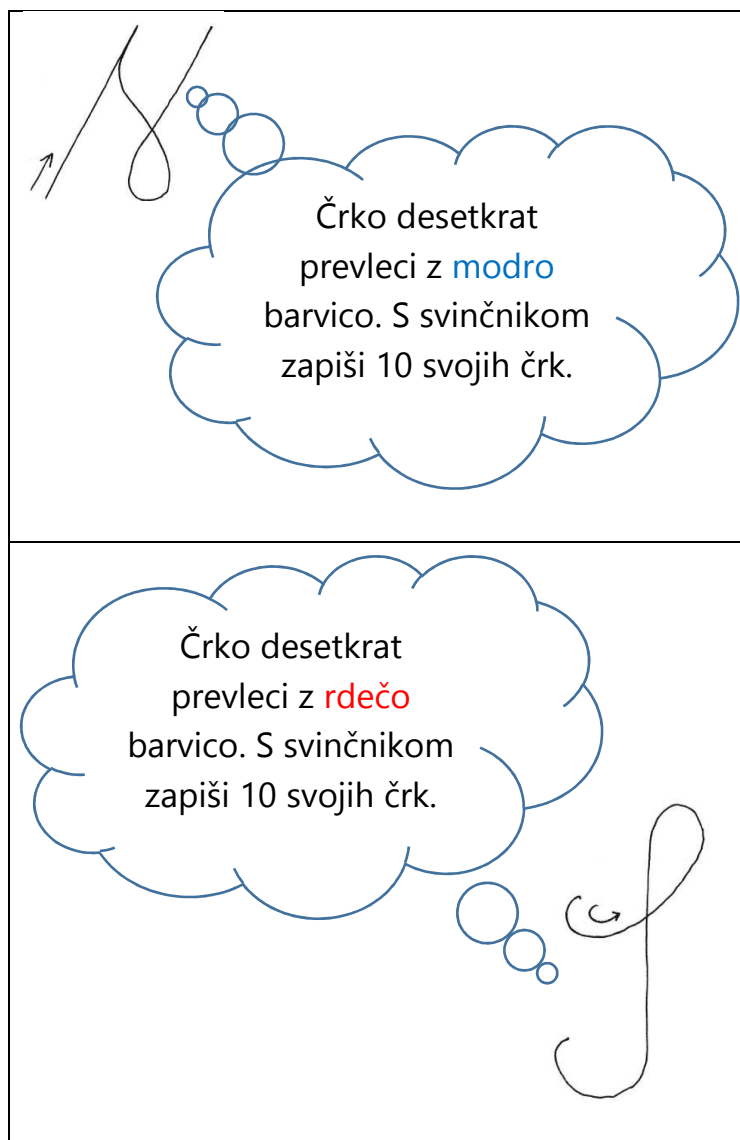 Črko desetkrat
prevleci z modro
barvico. S svinčnikom
zapiši 10 svojih črk.
Črko desetkrat
prevleci z rdečo
barvico. S svinčnikom
zapiši 10 svojih črk.